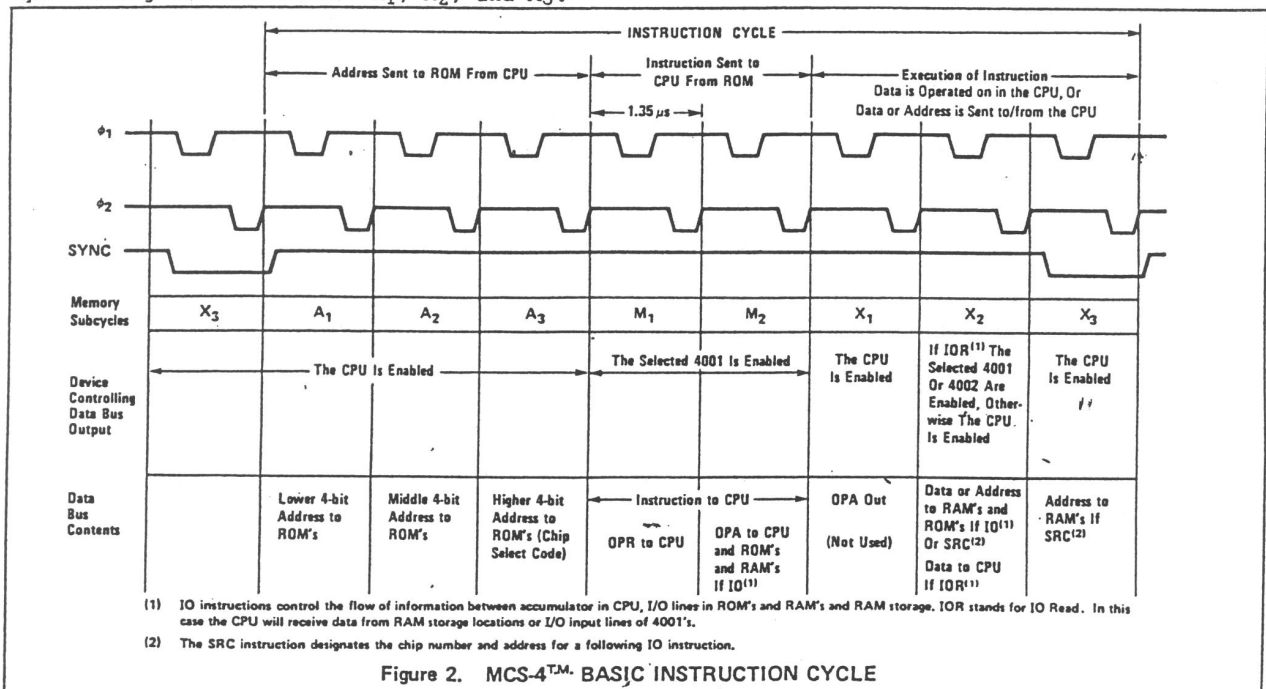 1, 2, and 3.
INSTRUCTION CYCLE
Address Sent to ROM From CPU
Instruction Sent to
CPU From ROM
Execution of Instruction
Data is Operated on in the CPU, Or
Data or Address is Sent to/from the CPU
1.35 µs
ϕ1
ϕ2
SYNC
Memory
Subcycles
X3
A1
A2
A3
M1
M2
X1
X2
X3
Device
Controlling
Data Bus
Output
The CPU Is Enabled
The Selected 4001 Is Enabled
The CPU
Is Enabled
If IOR(1) The
Selected 4001
Or 4002 Are
Enabled, Other-
wise The CPU.
Is Enabled
The CPU
Is Enabled
Data
Bus
Contents
Lower 4-bit
Address to
ROM's
Middle 4-bit
Address to
ROM's
Higher 4-bit
Address to
ROM's (Chip
Select Code)
Instruction to CPU
OPR to CPU
OPA to CPU
and ROM's
and RAM's
If IO(1)
OPA Out
(Not Used)
Data or Address
to RAM's and
ROM's If IO(1)
Or SRC(2)
Data to CPU
If IOR(1)
Address to
RAM's If
SRC(2)
(1) IO instructions control the flow of information between accumulator in CPU, I/O lines in ROM's and RAM's and RAM storage. IOR stands for IO Read. In this
case the CPU will receive data from RAM storage locations or I/O input lines of 4001's.
(2) The SRC instruction designates the chip number and address for a following IO instruction.
Figure 2. MCS-4T.M. BASIC INSTRUCTION CYCLE